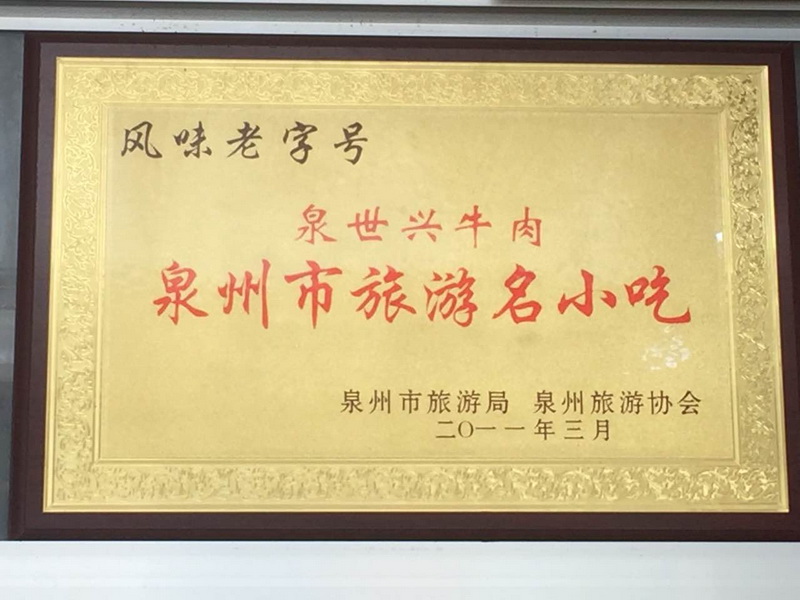 风味老字号
泉世兴牛肉
泉州市旅游名小吃
泉州市旅游局 泉州旅游协会
二〇一一年三月